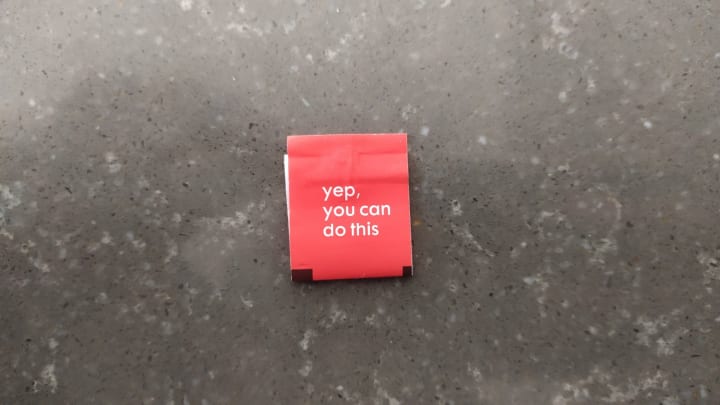 yep,
you can
do this